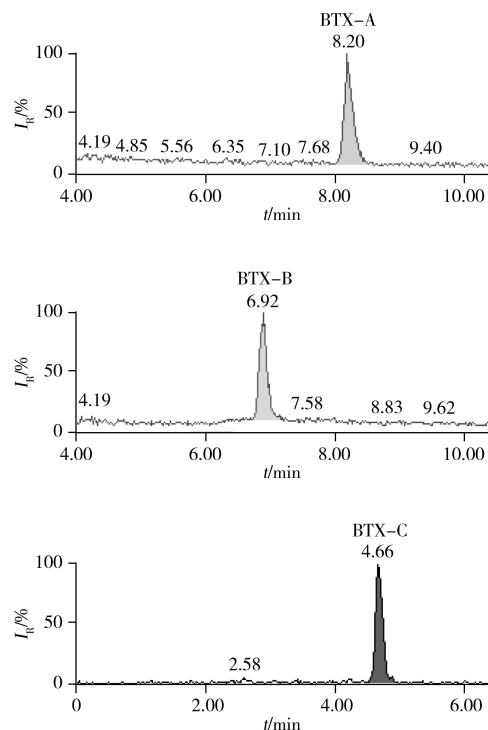 BTX-A
8.20
100
50
0
I_R/%
4.19 4.85 5.56 6.35 7.10 7.68 9.40
4.00 6.00 8.00 10.00
t/min
BTX-B
6.92
100
50
0
I_R/%
4.19 7.58 8.83 9.62
4.00 6.00 8.00 10.00
t/min
BTX-C
4.66
100
50
0
I_R/%
2.58
0 2.00 4.00 6.00
t/min